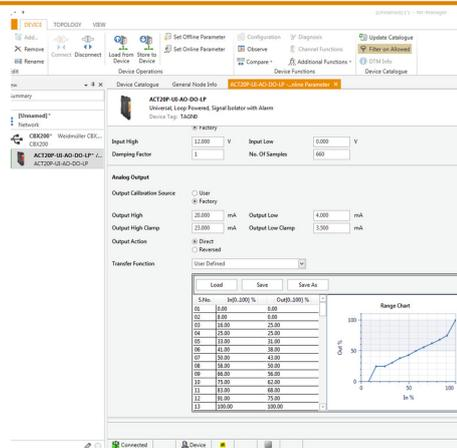 DEVICE TOPOLOGY VIEW
Add...
Remove
Rename
Connect Disconnect
Load from Device
Store to Device
Set Offline Parameter
Set Online Parameter
Configuration Diagnosis
Observe Channel Functions
Compare Additional Functions
Update Catalogue
Filter on Allowed
DTM Info
Device Operations Device Functions Device Catalogue
Device Catalogue General Node Info ACT20P-UI-AO-DO-LP -...nline Parameter
ACT20P-UI-AO-DO-LP
Universal, Loop Powered, Signal Isolator with Alarm
Device Tag: TAGNO
[Unnamed]*
Network
CBX200* Weidmüller CBX...
CBX200
ACT20P-UI-AO-DO-LP* /...
ACT20P-UI-AO-DO-LP
Factory
Input High 12.000 V Input Low 0.000 V
Damping Factor 1 No. Of Samples 660
Analog Output
Output Calibration Source User
Factory
Output High 20.000 mA Output Low 4.000 mA
Output High Clamp 23.000 mA Output Low Clamp 3.500 mA
Output Action Direct
Reversed
Transfer Function User Defined
Load Save Save As
S.No. In[0..100] % Out[0..100] %
01 0.00 0.00
02 8.00 0.00
03 16.00 25.00
04 25.00 25.00
05 33.00 31.00
06 41.00 38.00
07 50.00 43.00
08 58.00 50.00
09 66.00 56.00
10 75.00 62.00
11 83.00 68.00
12 91.00 75.00
13 100.00 100.00
Range Chart
100
50
0
Out %
0 50 100
In %
Connected Device